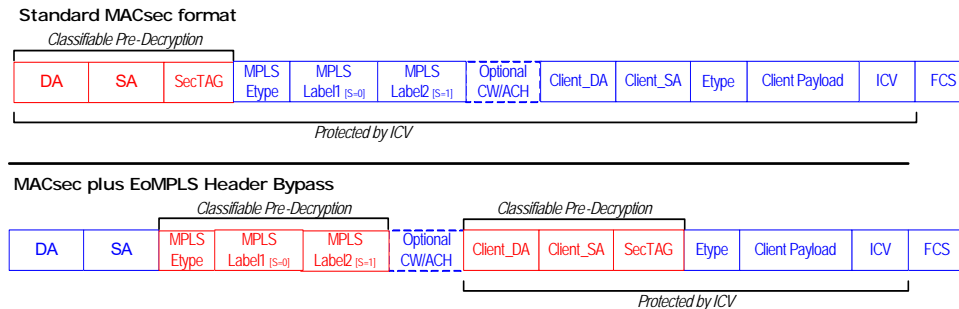 Standard MACsec format
Classifiable Pre-Decryption
DA SA SecTAG MPLS Etype MPLS Label1 [S=0] MPLS Label2 [S=1] Optional CW/ACH Client_DA Client_SA Etype Client Payload ICV FCS
Protected by ICV
MACsec plus EoMPLS Header Bypass
Classifiable Pre-Decryption Classifiable Pre-Decryption
DA SA MPLS Etype MPLS Label1 [S=0] MPLS Label2 [S=1] Optional CW/ACH Client_DA Client_SA SecTAG Etype Client Payload ICV FCS
Protected by ICV